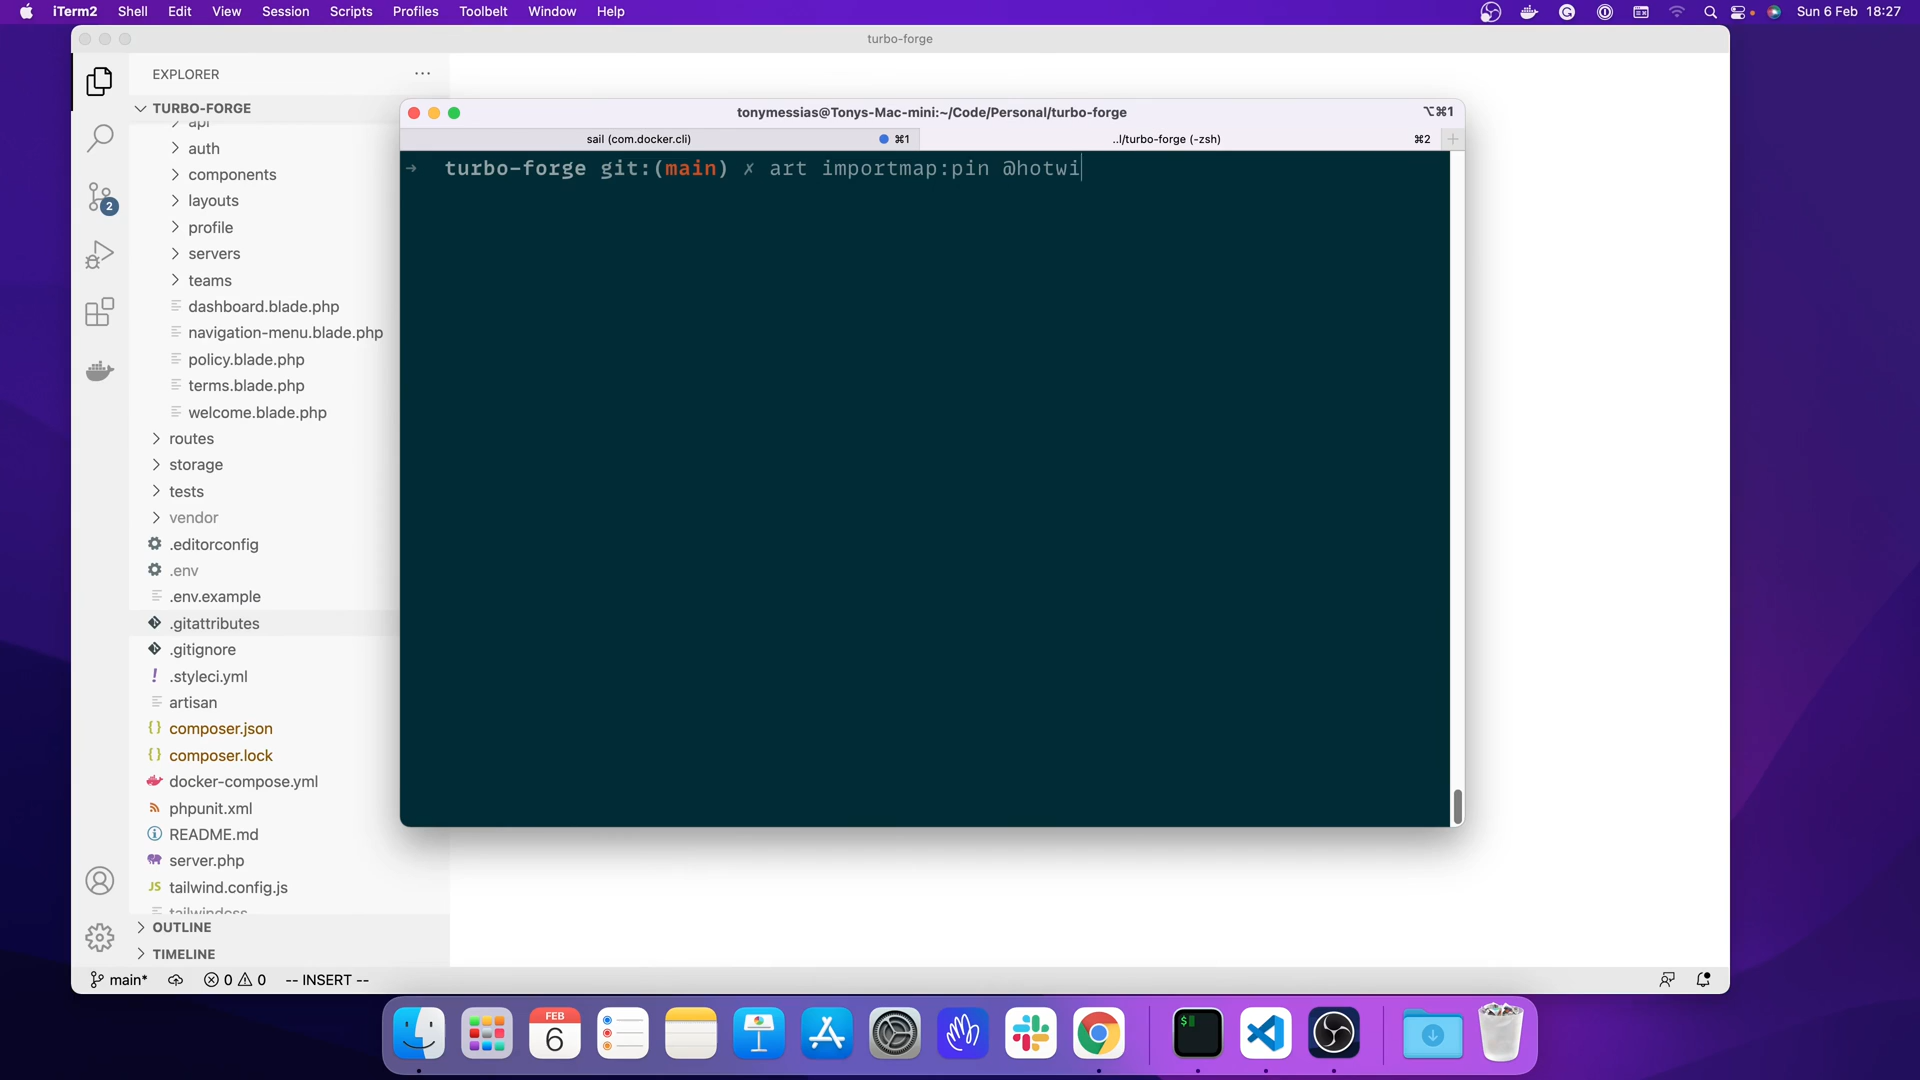 iTerm2 Shell Edit View Session Scripts Profiles Toolbelt Window Help Sun 6 Feb 18:27
turbo-forge
EXPLORER
TURBO-FORGE
api
auth
components
layouts
profile
servers
teams
dashboard.blade.php
navigation-menu.blade.php
policy.blade.php
terms.blade.php
welcome.blade.php
routes
storage
tests
vendor
.editorconfig
.env
.env.example
.gitattributes
.gitignore
.styleci.yml
artisan
composer.json
composer.lock
docker-compose.yml
phpunit.xml
README.md
server.php
JS tailwind.config.js
tailwindcss
OUTLINE
TIMELINE
2
main* 0 0 -- INSERT --
tonymessias@Tonys-Mac-mini:~/Code/Personal/turbo-forge ⌥⌘1
sail (com.docker.cli) ⌘1 ..l/turbo-forge (-zsh) ⌘2 +
→ turbo-forge git:(main) ✗ art importmap:pin @hotwi
FEB
6
$